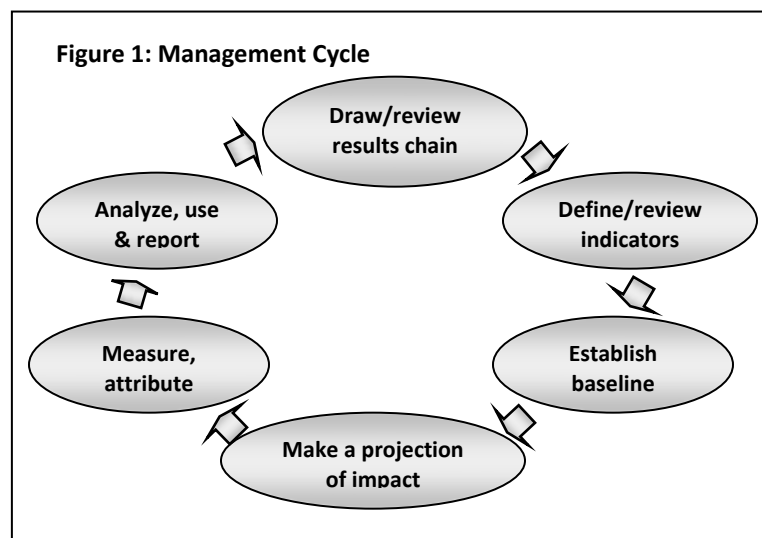 Figure 1: Management Cycle
Draw/review
results chain
Define/review
indicators
Establish
baseline
Make a projection
of impact
Measure,
attribute
Analyze, use
& report